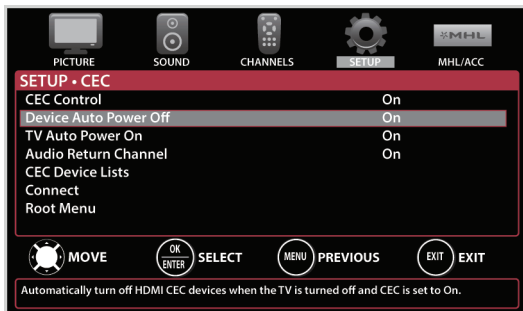 PICTURE SOUND CHANNELS SETUP MHL/ACC
MHL
SETUP • CEC
CEC Control On
Device Auto Power Off On
TV Auto Power On On
Audio Return Channel On
CEC Device Lists
Connect
Root Menu
MOVE OK ENTER SELECT MENU PREVIOUS EXIT EXIT
Automatically turn off HDMI CEC devices when the TV is turned off and CEC is set to On.